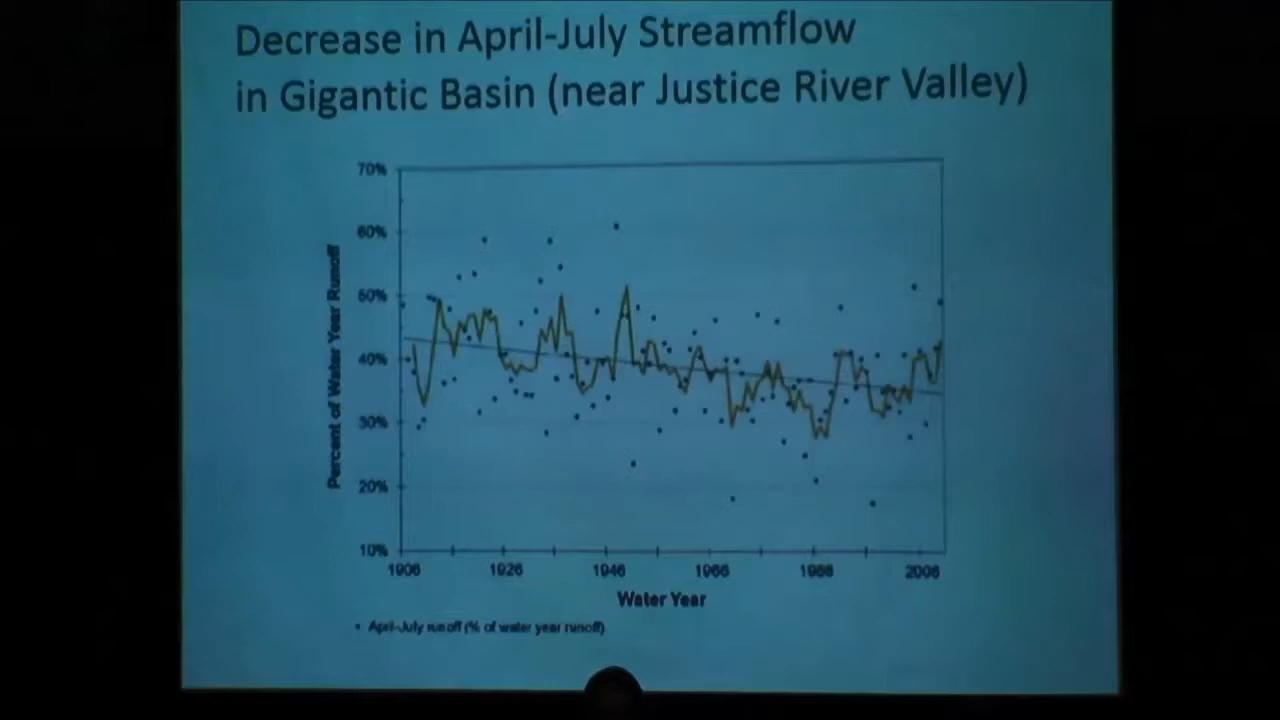 Decrease in April-July Streamflow
in Gigantic Basin (near Justice River Valley)
70%
60%
50%
40%
30%
20%
10%
Percent of Water Year Runoff
1906
1926
1946
1966
1986
2006
Water Year
• April-July runoff (% of water year runoff)